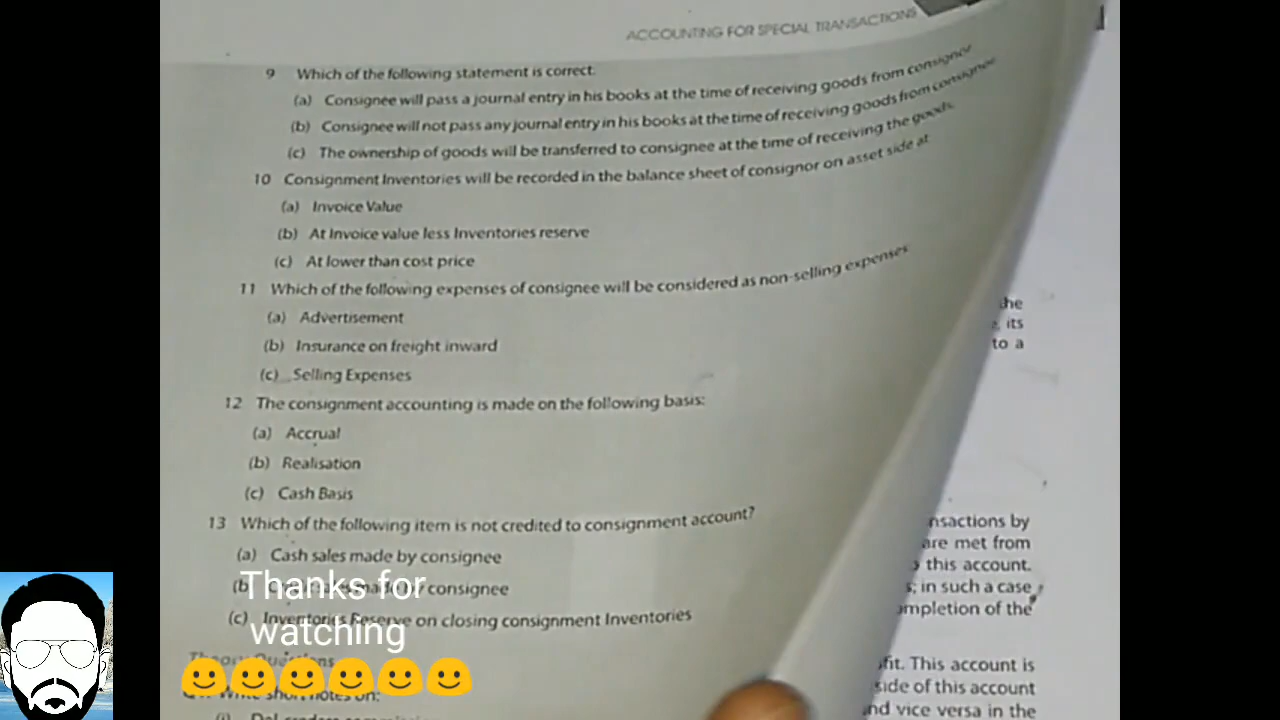 ACCOUNTING FOR SPECIAL TRANSACTIONS
9 Which of the following statement is correct.
(a) Consignee will pass a journal entry in his books at the time of receiving goods from consignor
(b) Consignee will not pass any journal entry in his books at the time of receiving goods from consignee
(c) The ownership of goods will be transferred to consignee at the time of receiving the goods.
10 Consignment Inventories will be recorded in the balance sheet of consignor on asset side at
(a) Invoice Value
(b) At Invoice value less Inventories reserve
(c) At lower than cost price
11 Which of the following expenses of consignee will be considered as non-selling expenses
(a) Advertisement
(b) Insurance on freight inward
(c) Selling Expenses
12 The consignment accounting is made on the following basis:
(a) Accrual
(b) Realisation
(c) Cash Basis
13 Which of the following item is not credited to consignment account?
(a) Cash sales made by consignee
(b consignee
(c) Inventories Reserve on closing consignment Inventories
Thanks for
watching
Theory Questions
short notes on:
the
its
to a
nsactions by
are met from
this account.
s; in such a case
ompletion of the
fit. This account is
side of this account
nd vice versa in the